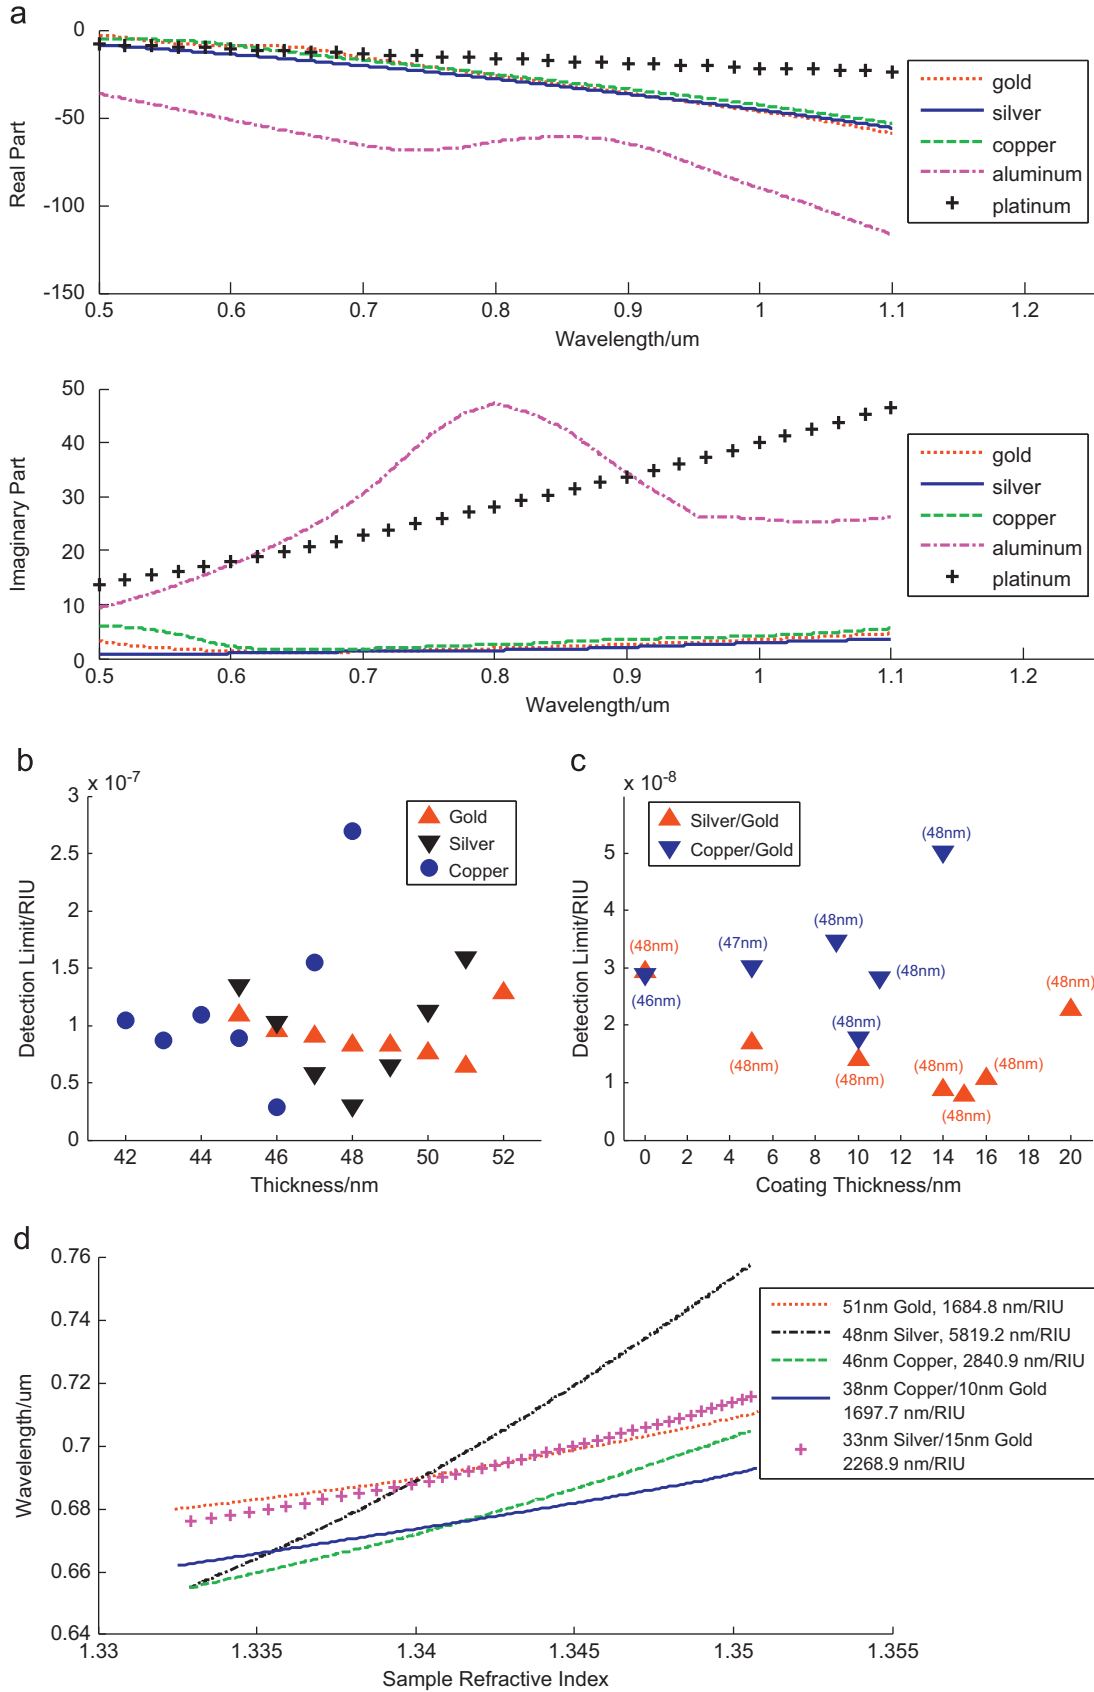 a
0
-50
-100
-150
Real Part
0.5 0.6 0.7 0.8 0.9 1 1.1 1.2
Wavelength/um
gold
silver
copper
aluminum
platinum
50
40
30
20
10
0
Imaginary Part
0.5 0.6 0.7 0.8 0.9 1 1.1 1.2
Wavelength/um
gold
silver
copper
aluminum
platinum
b
x 10-7
3
2.5
2
1.5
1
0.5
0
Detection Limit/RIU
42 44 46 48 50 52
Thickness/nm
Gold
Silver
Copper
c
x 10-8
5
4
3
2
1
0
Detection Limit/RIU
0 2 4 6 8 10 12 14 16 18 20
Coating Thickness/nm
Silver/Gold
Copper/Gold
(48nm)
(48nm)
(48nm)
(47nm)
(48nm)
(48nm)
(46nm)
(48nm)
(48nm)
(48nm)
(48nm)
(48nm)
(48nm)
d
0.76
0.74
0.72
0.7
0.68
0.66
0.64
Wavelength/um
1.33 1.335 1.34 1.345 1.35 1.355
Sample Refractive Index
51nm Gold, 1684.8 nm/RIU
48nm Silver, 5819.2 nm/RIU
46nm Copper, 2840.9 nm/RIU
38nm Copper/10nm Gold
1697.7 nm/RIU
33nm Silver/15nm Gold
2268.9 nm/RIU